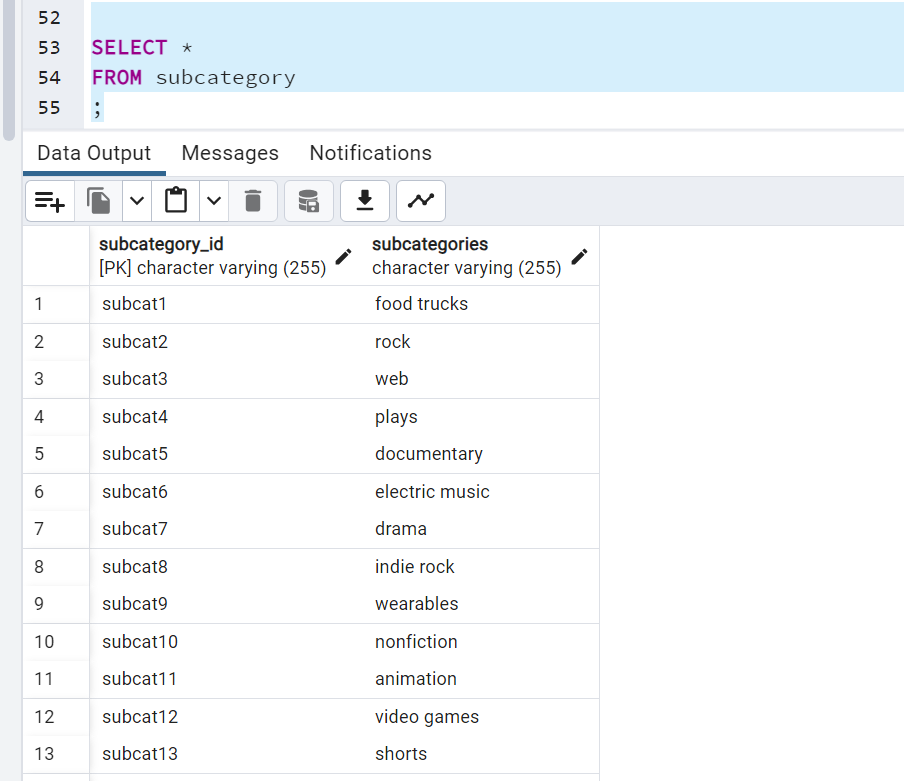 52
53 SELECT *
54 FROM subcategory
55 ;
Data Output Messages Notifications
subcategory_id subcategories
[PK] character varying (255) character varying (255)
1 subcat1 food trucks
2 subcat2 rock
3 subcat3 web
4 subcat4 plays
5 subcat5 documentary
6 subcat6 electric music
7 subcat7 drama
8 subcat8 indie rock
9 subcat9 wearables
10 subcat10 nonfiction
11 subcat11 animation
12 subcat12 video games
13 subcat13 shorts